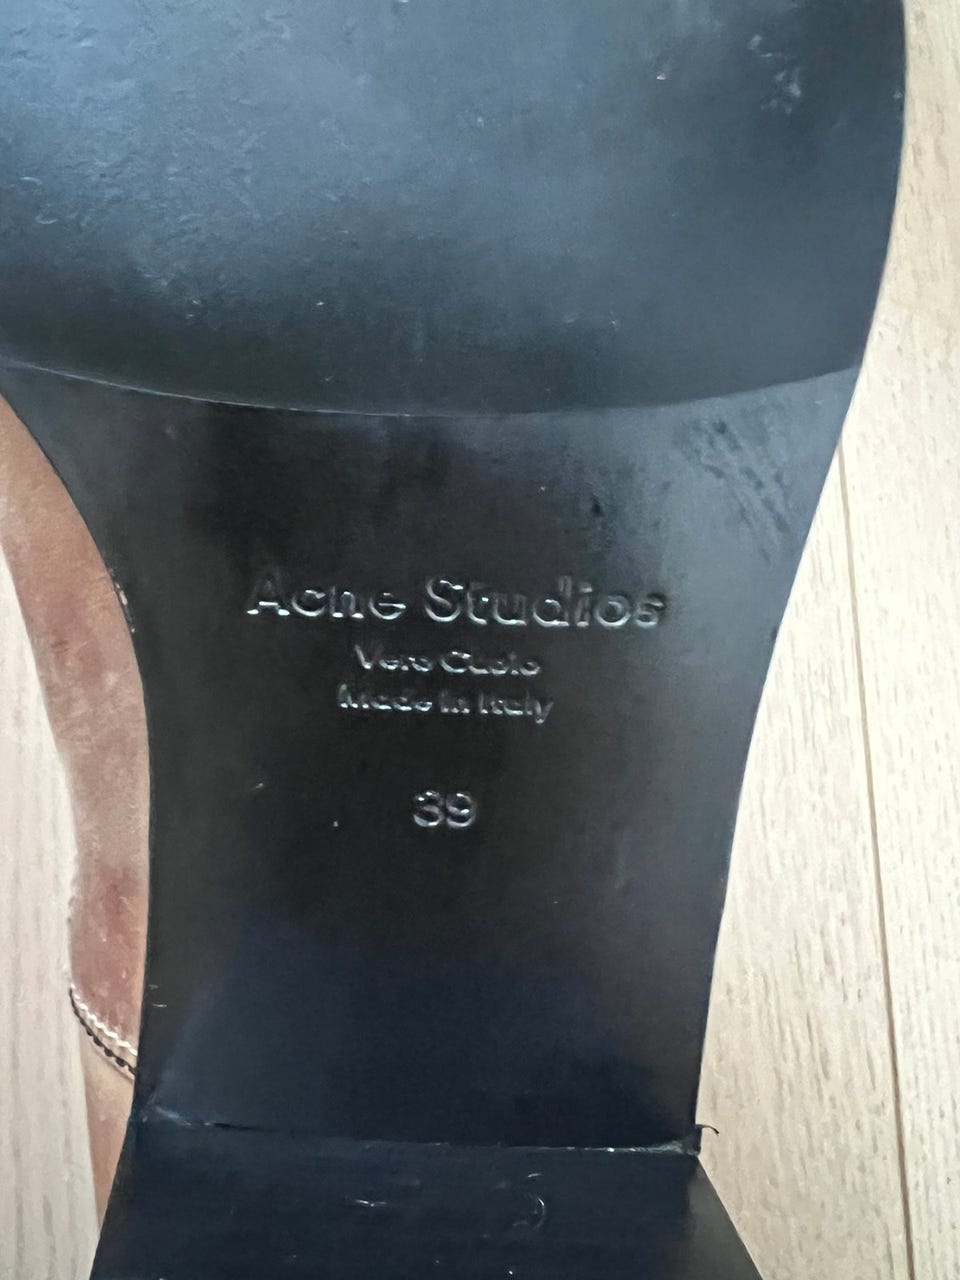 Acne Studios
Vero Cuoio
Made in Italy
39